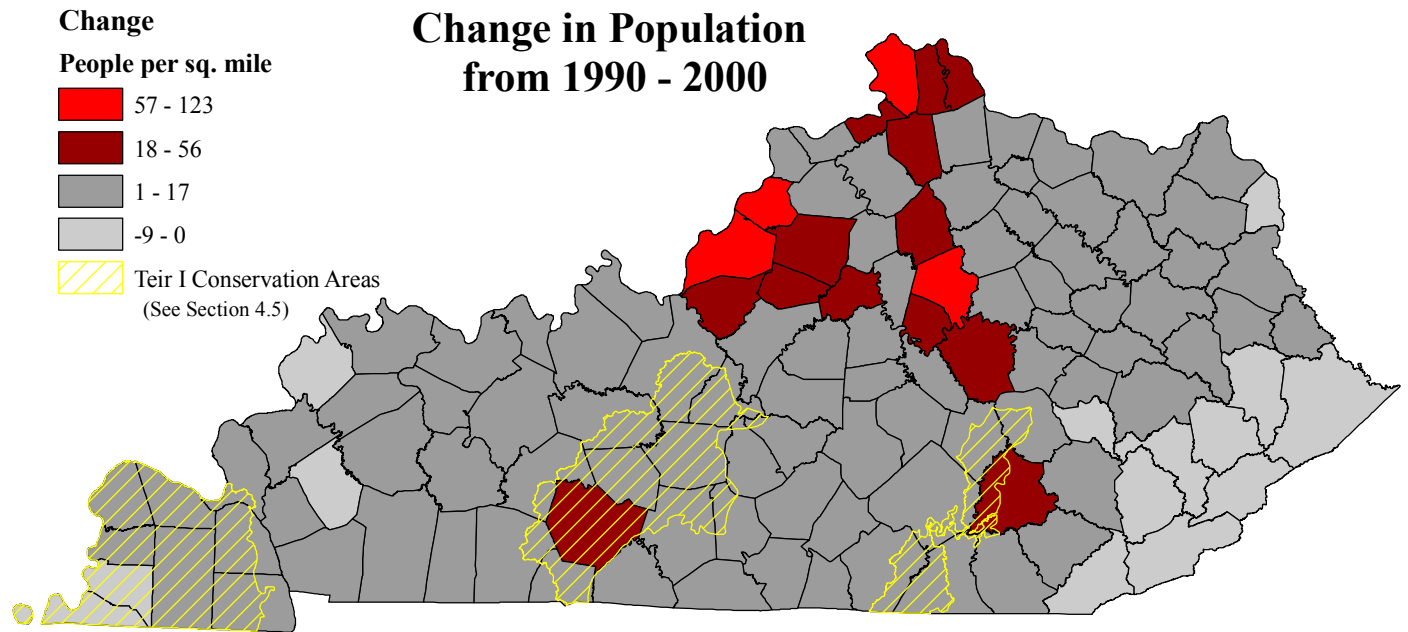 Change in Population
from 1990 - 2000
Change
People per sq. mile
57 - 123
18 - 56
1 - 17
-9 - 0
Teir I Conservation Areas
(See Section 4.5)